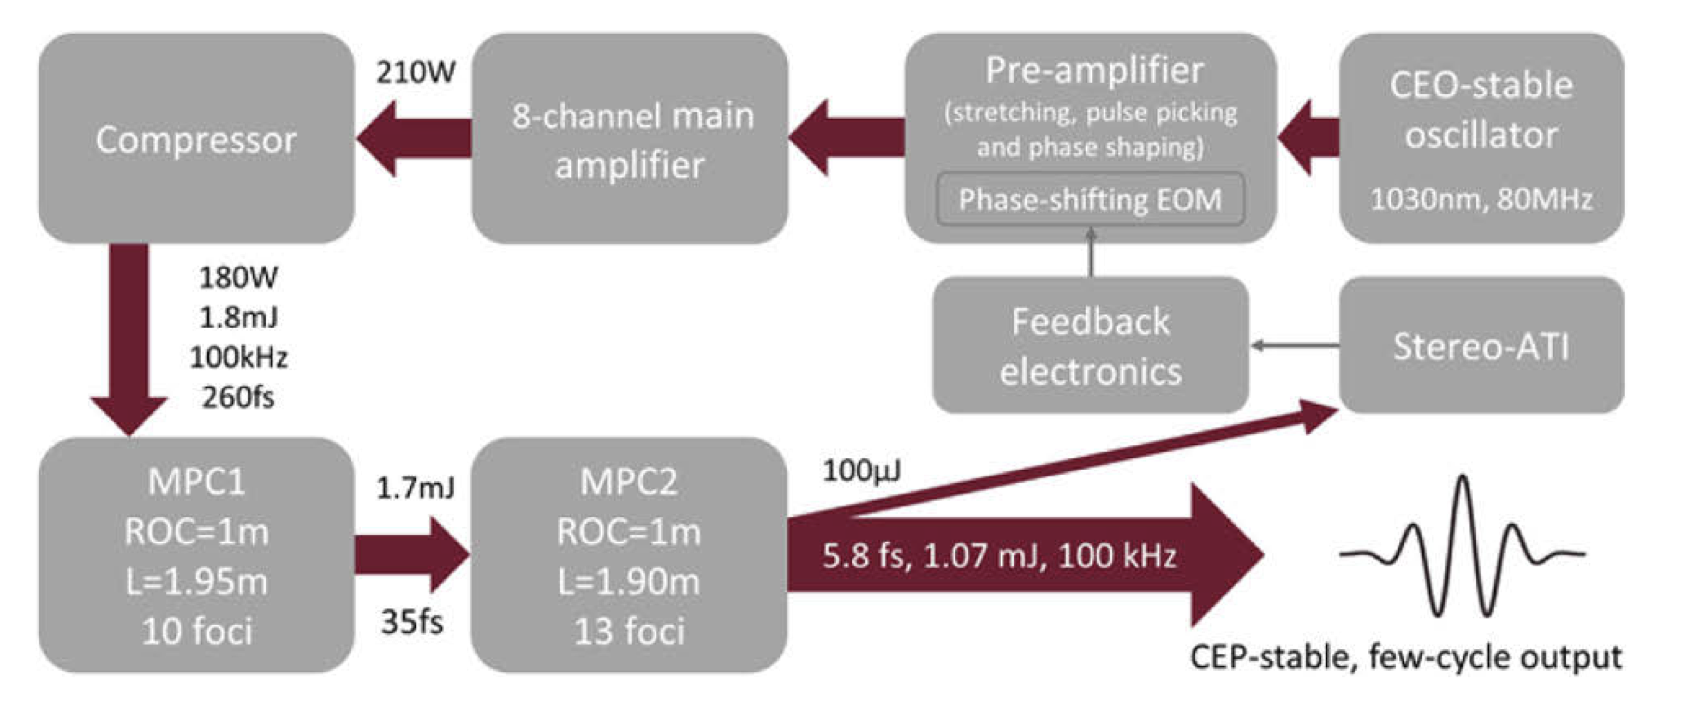 Compressor
210W
8-channel main
amplifier
Pre-amplifier
(stretching, pulse picking
and phase shaping)
Phase-shifting EOM
CEO-stable
oscillator
1030nm, 80MHz
180W
1.8mJ
100kHz
260fs
Feedback
electronics
Stereo-ATI
MPC1
ROC=1m
L=1.95m
10 foci
1.7mJ
35fs
MPC2
ROC=1m
L=1.90m
13 foci
100µJ
5.8 fs, 1.07 mJ, 100 kHz
CEP-stable, few-cycle output